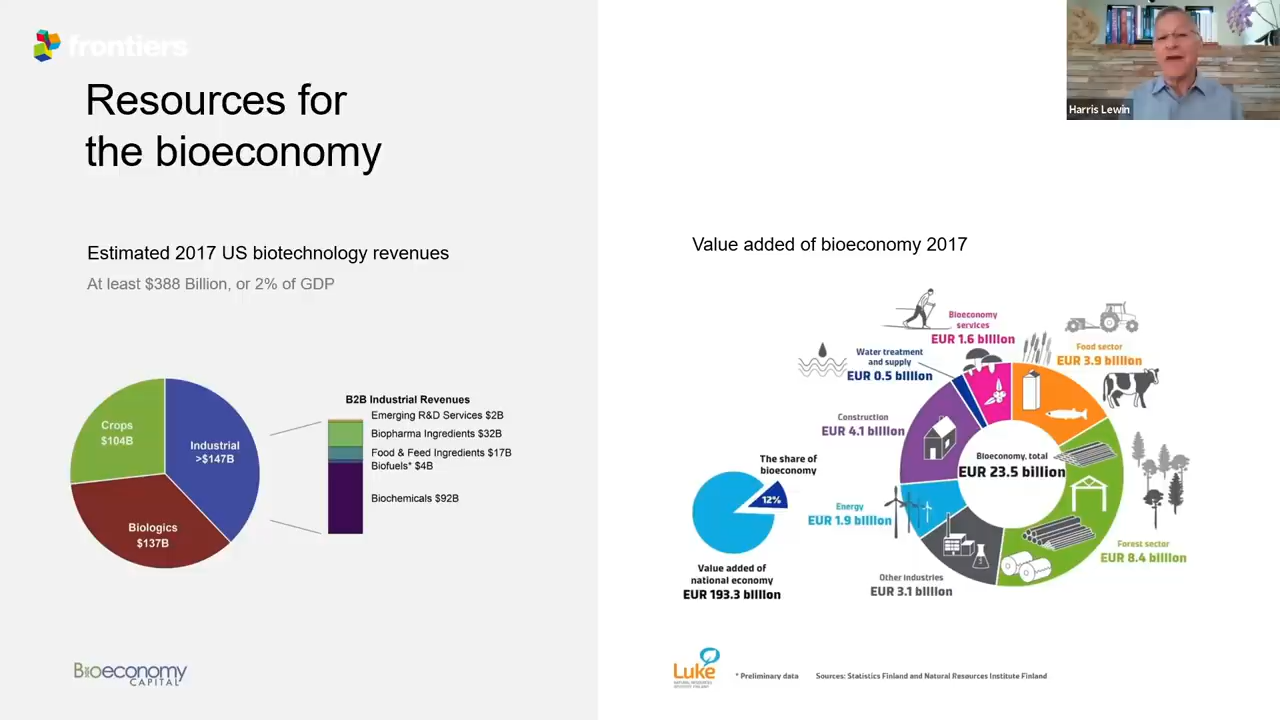 frontiers
Resources for
the bioeconomy
Estimated 2017 US biotechnology revenues
At least $388 Billion, or 2% of GDP
Crops
$104B
Industrial
>$147B
Biologics
$137B
B2B Industrial Revenues
Emerging R&D Services $2B
Biopharma Ingredients $32B
Food & Feed Ingredients $17B
Biofuels* $4B
Biochemicals $92B
Bioeconomy
CAPITAL
Harris Lewin
Value added of bioeconomy 2017
Bioeconomy
services
EUR 1.6 billion
Food sector
EUR 3.9 billion
Water treatment
and supply
EUR 0.5 billion
Construction
EUR 4.1 billion
Bioeconomy, total
EUR 23.5 billion
The share of
bioeconomy
12%
Energy
EUR 1.9 billion
Forest sector
EUR 8.4 billion
Other industries
EUR 3.1 billion
Value added of
national economy
EUR 193.3 billion
Luke
NATURAL RESOURCES
INSTITUTE FINLAND
* Preliminary data
Sources: Statistics Finland and Natural Resources Institute Finland